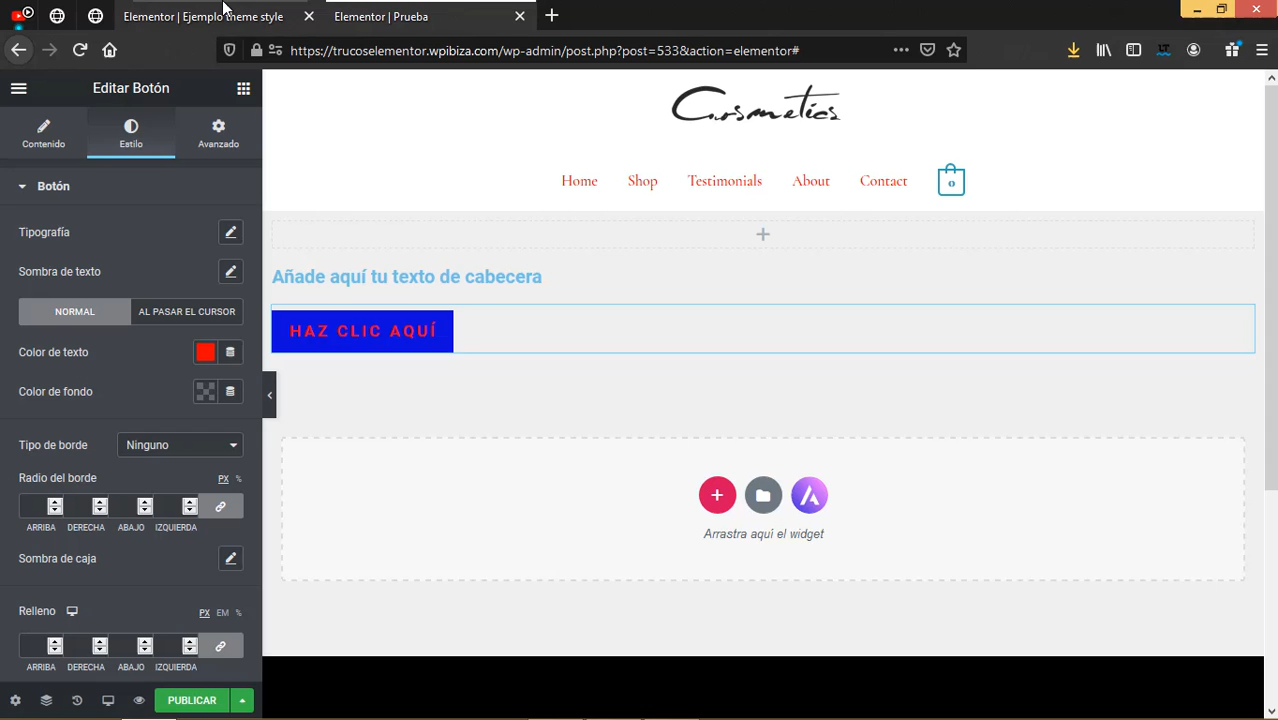 Elementor | Ejemplo theme style
Elementor | Prueba
https://trucoselementor.wpibiza.com/wp-admin/post.php?post=533&action=elementor#
Editar Botón
Contenido
Estilo
Avanzado
Botón
Tipografía
Sombra de texto
NORMAL
AL PASAR EL CURSOR
Color de texto
Color de fondo
Tipo de borde
Ninguno
Radio del borde
PX %
ARRIBA DERECHA ABAJO IZQUIERDA
Sombra de caja
Relleno
PX EM %
ARRIBA DERECHA ABAJO IZQUIERDA
PUBLICAR
Cosmetics
Home Shop Testimonials About Contact
0
Añade aquí tu texto de cabecera
HAZ CLIC AQUÍ
Arrastra aquí el widget